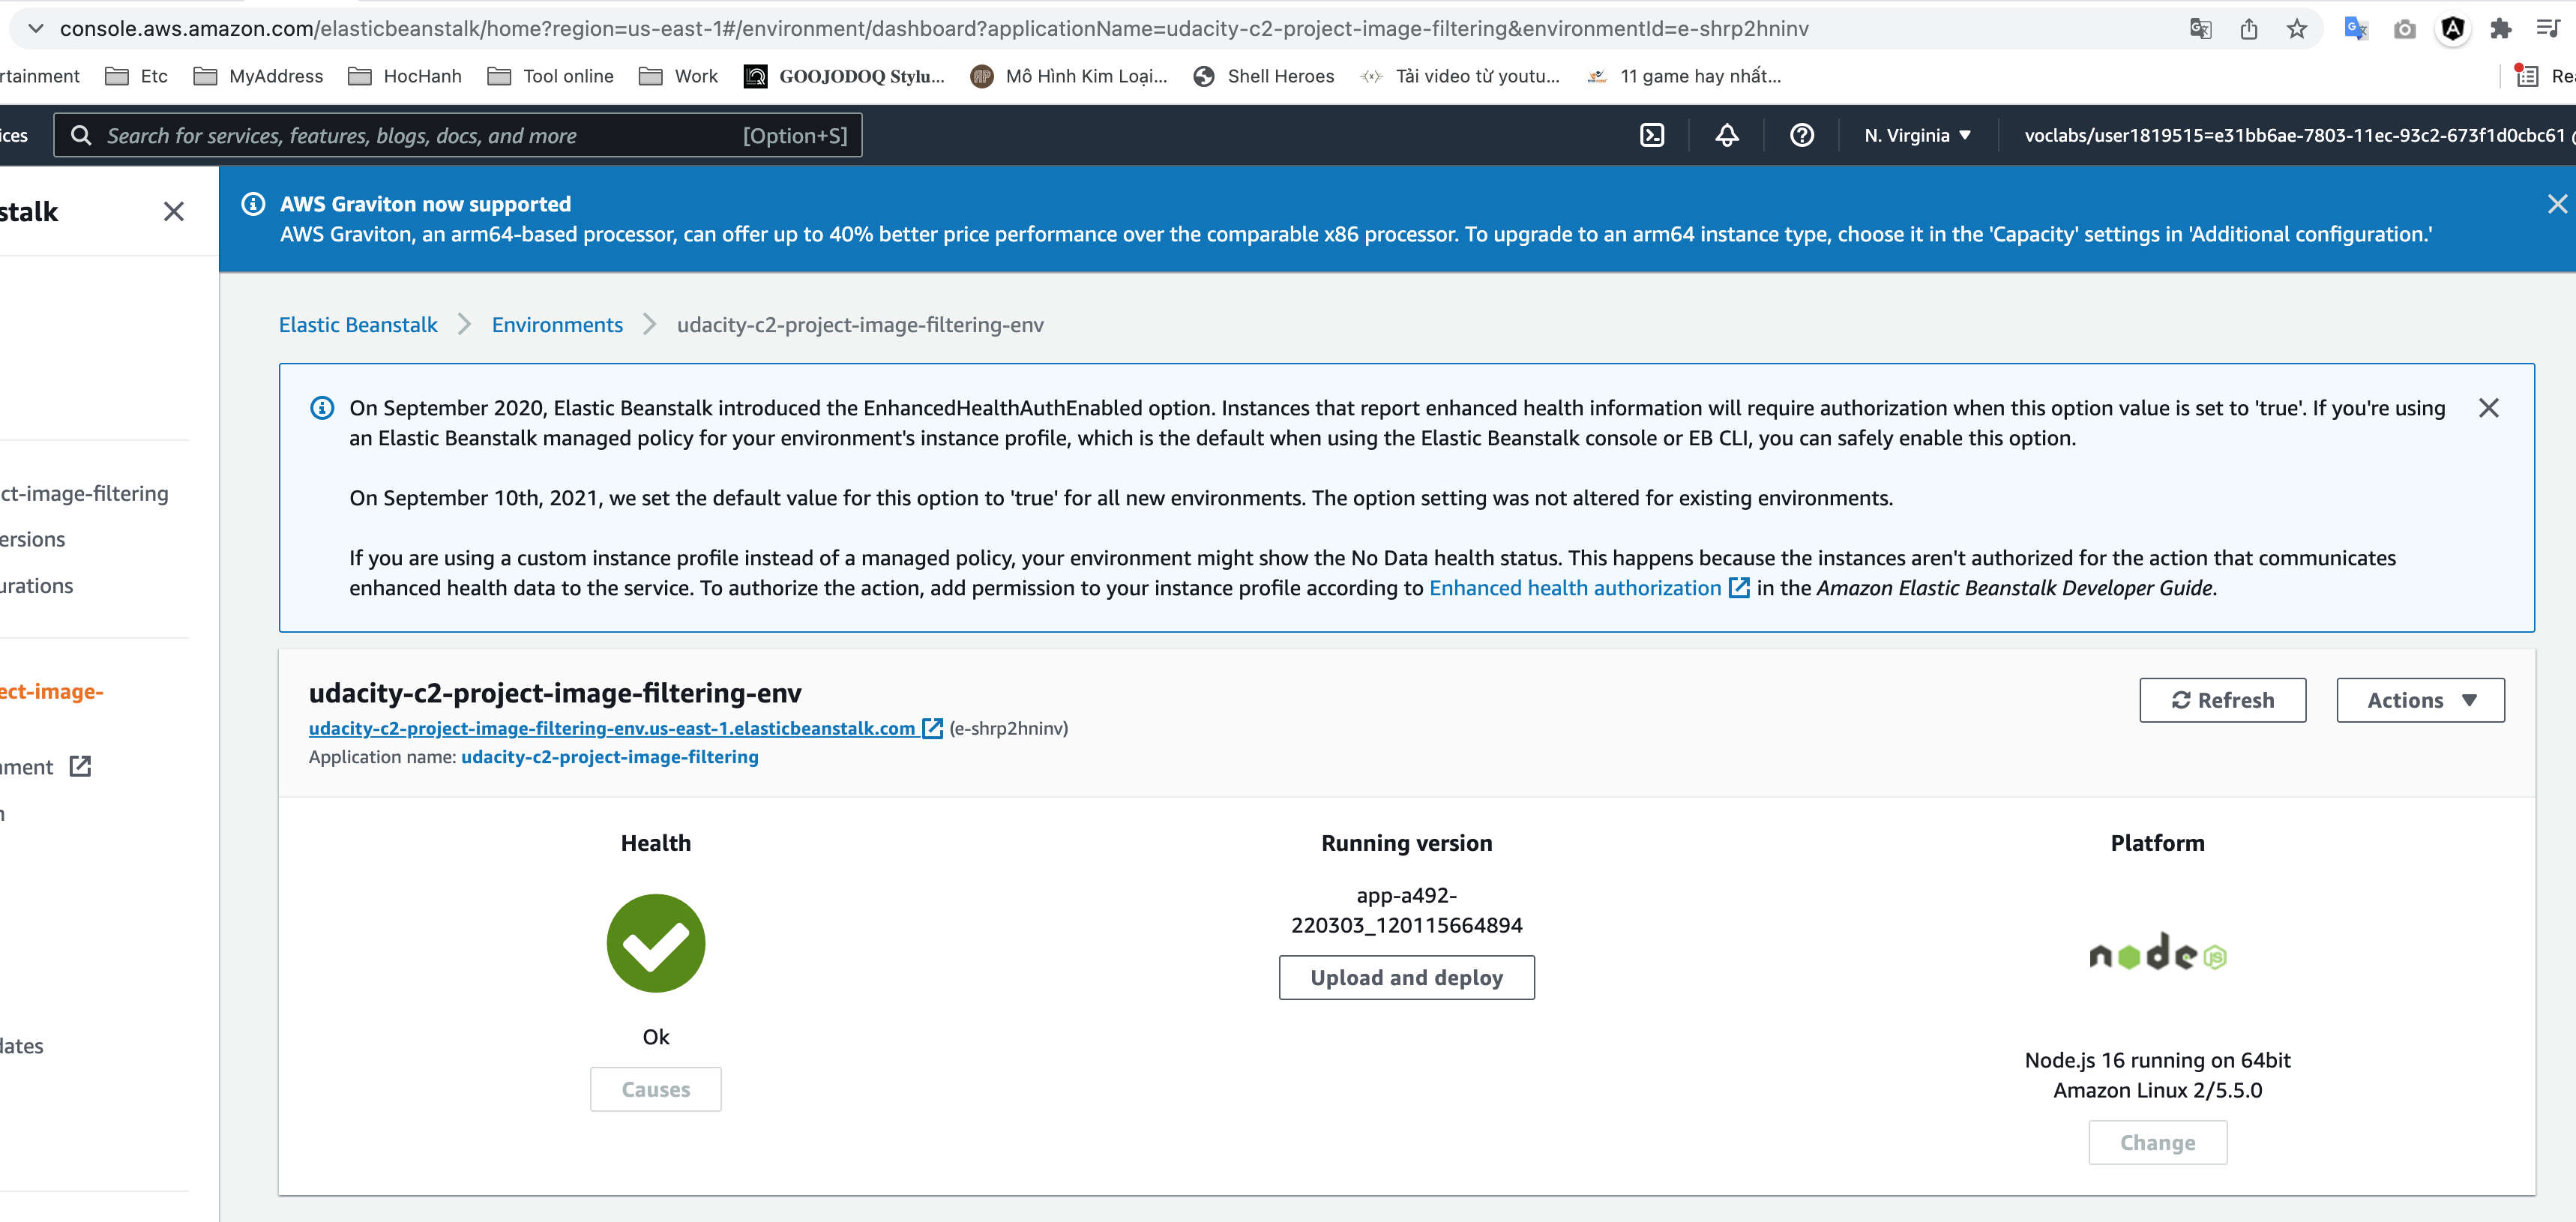 console.aws.amazon.com/elasticbeanstalk/home?region=us-east-1#/environment/dashboard?applicationName=udacity-c2-project-image-filtering&environmentId=e-shrp2hninv
rtainment Etc MyAddress HocHanh Tool online Work GOOJODOQ Stylu... Mô Hình Kim Loại... Shell Heroes Tải video từ youtu... 11 game hay nhất... Rea
ices Search for services, features, blogs, docs, and more [Option+S] N. Virginia voclabs/user1819515=e31bb6ae-7803-11ec-93c2-673f1d0cbc61 @
stalk
AWS Graviton now supported
AWS Graviton, an arm64-based processor, can offer up to 40% better price performance over the comparable x86 processor. To upgrade to an arm64 instance type, choose it in the 'Capacity' settings in 'Additional configuration.'
Elastic Beanstalk Environments udacity-c2-project-image-filtering-env
On September 2020, Elastic Beanstalk introduced the EnhancedHealthAuthEnabled option. Instances that report enhanced health information will require authorization when this option value is set to 'true'. If you're using
an Elastic Beanstalk managed policy for your environment's instance profile, which is the default when using the Elastic Beanstalk console or EB CLI, you can safely enable this option.
On September 10th, 2021, we set the default value for this option to 'true' for all new environments. The option setting was not altered for existing environments.
If you are using a custom instance profile instead of a managed policy, your environment might show the No Data health status. This happens because the instances aren't authorized for the action that communicates
enhanced health data to the service. To authorize the action, add permission to your instance profile according to Enhanced health authorization in the Amazon Elastic Beanstalk Developer Guide.
ct-image-filtering
ersions
urations
ect-image-
nment
n
dates
udacity-c2-project-image-filtering-env
udacity-c2-project-image-filtering-env.us-east-1.elasticbeanstalk.com (e-shrp2hninv)
Application name: udacity-c2-project-image-filtering
Refresh
Actions
Health
Ok
Causes
Running version
app-a492-
220303_120115664894
Upload and deploy
Platform
node JS
Node.js 16 running on 64bit
Amazon Linux 2/5.5.0
Change